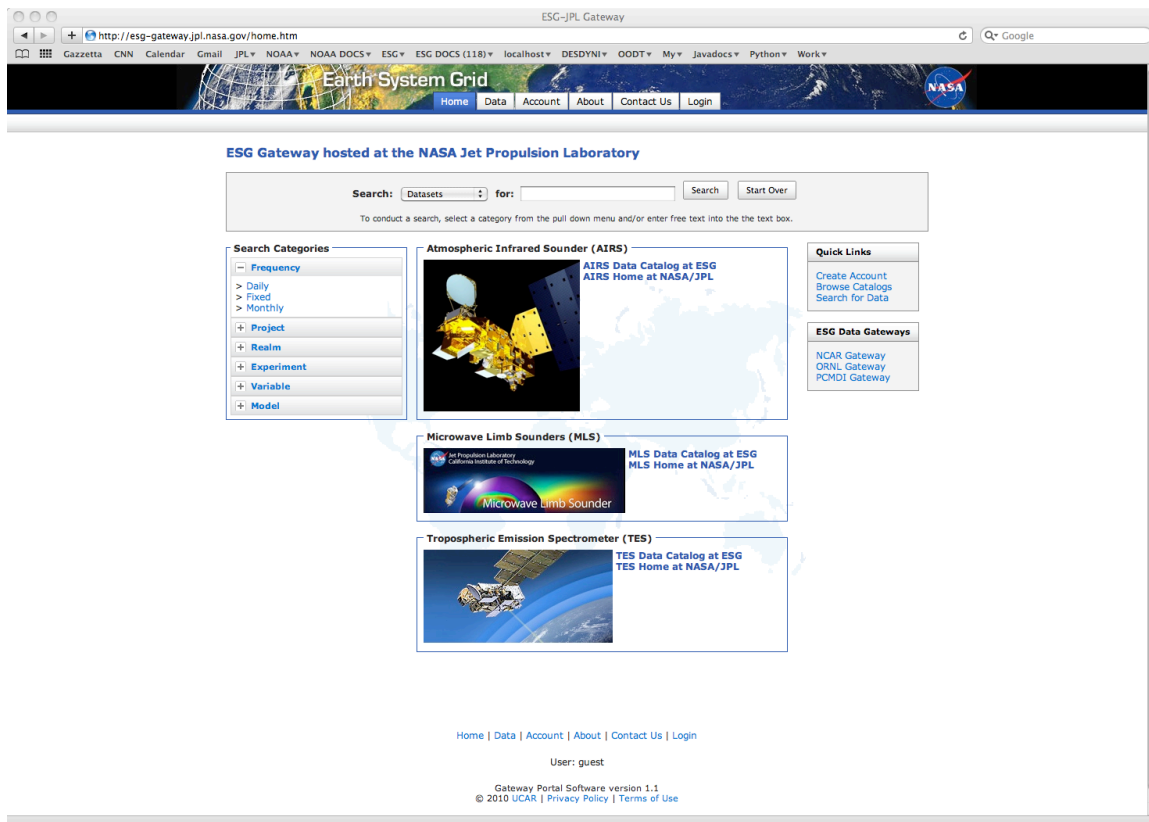 ESG-JPL Gateway
http://esg-gateway.jpl.nasa.gov/home.htm
Google
Gazzetta CNN Calendar Gmail JPL▾ NOAA▾ NOAA DOCS▾ ESG▾ ESG DOCS (118)▾ localhost▾ DESDYNI▾ OODT▾ My▾ Javadocs▾ Python▾ Work▾
Earth System Grid
NASA
Home Data Account About Contact Us Login
ESG Gateway hosted at the NASA Jet Propulsion Laboratory
Search: Datasets for: Search Start Over
To conduct a search, select a category from the pull down menu and/or enter free text into the the text box.
Search Categories
Frequency
> Daily
> Fixed
> Monthly
Project
Realm
Experiment
Variable
Model
Atmospheric Infrared Sounder (AIRS)
AIRS Data Catalog at ESG
AIRS Home at NASA/JPL
Microwave Limb Sounders (MLS)
NASA
Jet Propulsion Laboratory
California Institute of Technology
Microwave Limb Sounder
MLS Data Catalog at ESG
MLS Home at NASA/JPL
Tropospheric Emission Spectrometer (TES)
TES Data Catalog at ESG
TES Home at NASA/JPL
Quick Links
Create Account
Browse Catalogs
Search for Data
ESG Data Gateways
NCAR Gateway
ORNL Gateway
PCMDI Gateway
Home | Data | Account | About | Contact Us | Login
User: guest
Gateway Portal Software version 1.1
© 2010 UCAR | Privacy Policy | Terms of Use